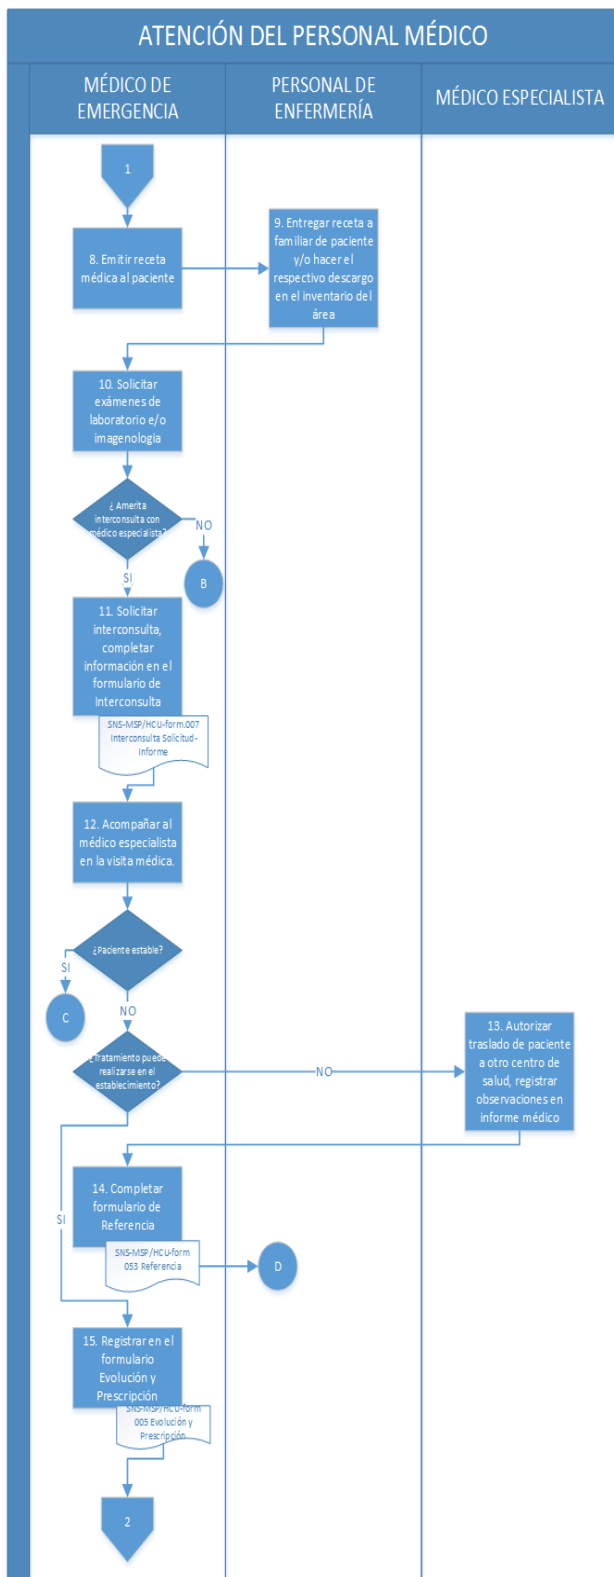 ATENCIÓN DEL PERSONAL MÉDICO
MÉDICO DE
EMERGENCIA
PERSONAL DE
ENFERMERÍA
MÉDICO ESPECIALISTA
1
8. Emitir receta
médica al paciente
9. Entregar receta a
familiar de paciente
y/o hacer el
respectivo descargo
en el inventario del
área
10. Solicitar
exámenes de
laboratorio e/o
imagenologia
¿ Amerita
interconsulta con
médico especialista?
NO
B
SI
11. Solicitar
interconsulta,
completar
información en el
formulario de
Interconsulta
SNS-MSP/HCU-form.007
Interconsulta Solicitud-
Informe
12. Acompañar al
médico especialista
en la visita médica.
¿Paciente estable?
SI
C
NO
¿Tratamiento puede
realizarse en el
establecimiento?
NO
13. Autorizar
traslado de paciente
a otro centro de
salud, registrar
observaciones en
informe médico
14. Completar
formulario de
Referencia
SI
SNS-MSP/HCU-form
053 Referencia
D
15. Registrar en el
formulario
Evolución y
Prescripción
SNS-MSP/HCU-form
005 Evolución y
Prescripción
2